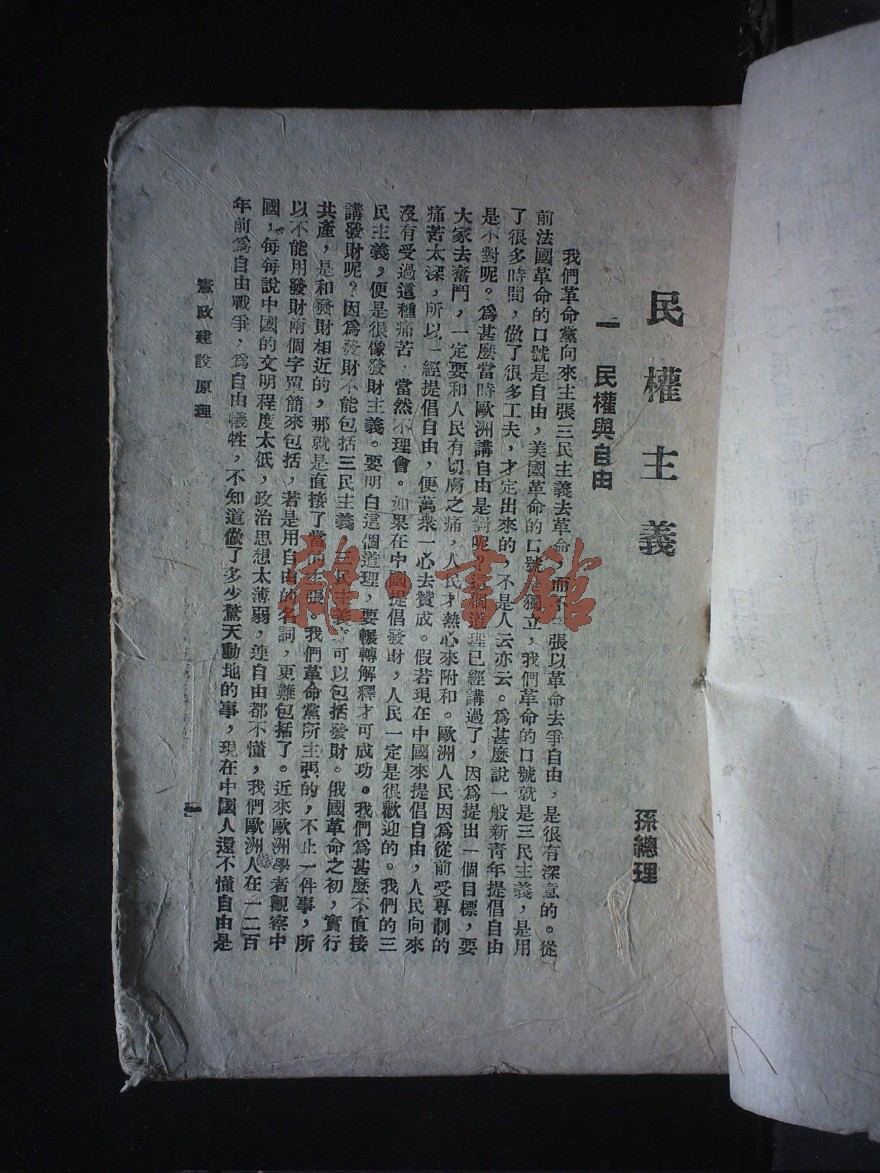 民權主義
孫總理
一 民權與自由
我們革命黨向來主張三民主義去革命，而不主張以革命去爭自由，是很有深意的。從
前法國革命的口號是自由，美國革命的口號是獨立，我們革命的口號就是三民主義，是用
了很多時間，做了很多工夫，才定出來的，不是人云亦云。爲甚麼說一般新靑年提倡自由
是不對呢？爲甚麼當時歐洲講自由是對呢？這個道理已經講過了，因爲提出一個目標，要
大家去奮鬥，一定要和人民有切膚之痛，人民才熱心來附和。歐洲人民因爲從前受專制的
痛苦太深，所以一經提倡自由，便萬衆一心去贊成。假若現在中國來提倡自由，人民向來
沒有受過這種痛苦，當然不理會。如果在中國提倡發財，人民一定是很歡迎的。我們的三
民主義，便是很像發財主義。要明白這個道理，要輾轉解釋才可成功。我們爲甚麼不直接
講發財呢？因爲發財不能包括三民主義，三民主義才可以包括發財。俄國革命之初，實行
共產，是和發財相近的，那就是直接了當的主張。我們革命黨所主張的，不止一件事，所
以不能用發財兩個字單簡來包括，若是用自由的名詞，更難包括了。近來歐洲學者觀察中
國，每每說中國的文明程度太低，政治思想太薄弱，連自由都不懂，我們歐洲人在一二百
年前爲自由戰爭，爲自由犧牲，不知道做了多少驚天動地的事，現在中國人還不懂自由是
憲政建設原理
一
雜·書館